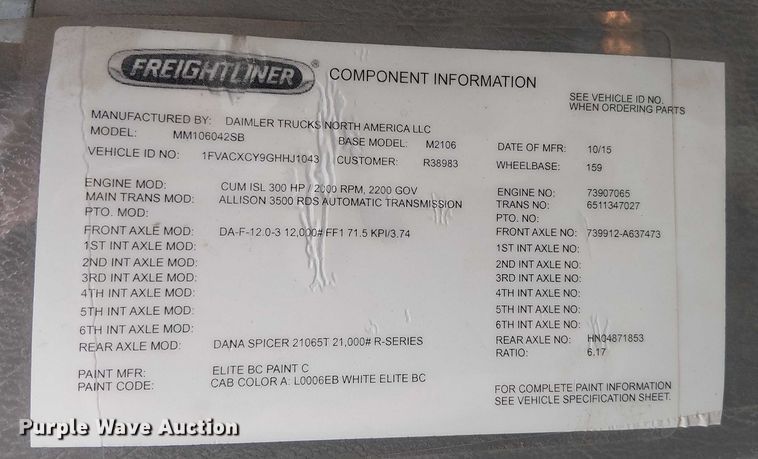 FREIGHTLINER ® COMPONENT INFORMATION
SEE VEHICLE ID NO.
WHEN ORDERING PARTS
MANUFACTURED BY: DAIMLER TRUCKS NORTH AMERICA LLC
MODEL: MM106042SB BASE MODEL: M2106 DATE OF MFR: 10/15
VEHICLE ID NO: 1FVACXCY9GHHJ1043 CUSTOMER: R38983 WHEELBASE: 159
ENGINE MOD: CUM ISL 300 HP / 2000 RPM, 2200 GOV ENGINE NO: 73907065
MAIN TRANS MOD: ALLISON 3500 RDS AUTOMATIC TRANSMISSION TRANS NO: 6511347027
PTO. MOD: PTO. NO:
FRONT AXLE MOD: DA-F-12.0-3 12,000# FF1 71.5 KPI/3.74 FRONT AXLE NO: 739912-A637473
1ST INT AXLE MOD: 1ST INT AXLE NO:
2ND INT AXLE MOD: 2ND INT AXLE NO:
3RD INT AXLE MOD: 3RD INT AXLE NO:
4TH INT AXLE MOD: 4TH INT AXLE NO:
5TH INT AXLE MOD: 5TH INT AXLE NO:
6TH INT AXLE MOD: 6TH INT AXLE NO:
REAR AXLE MOD: DANA SPICER 21065T 21,000# R-SERIES REAR AXLE NO: HN04871853
RATIO: 6.17
PAINT MFR: ELITE BC PAINT C
PAINT CODE: CAB COLOR A: L0006EB WHITE ELITE BC
FOR COMPLETE PAINT INFORMATION
SEE VEHICLE SPECIFICATION SHEET.
Purple Wave Auction